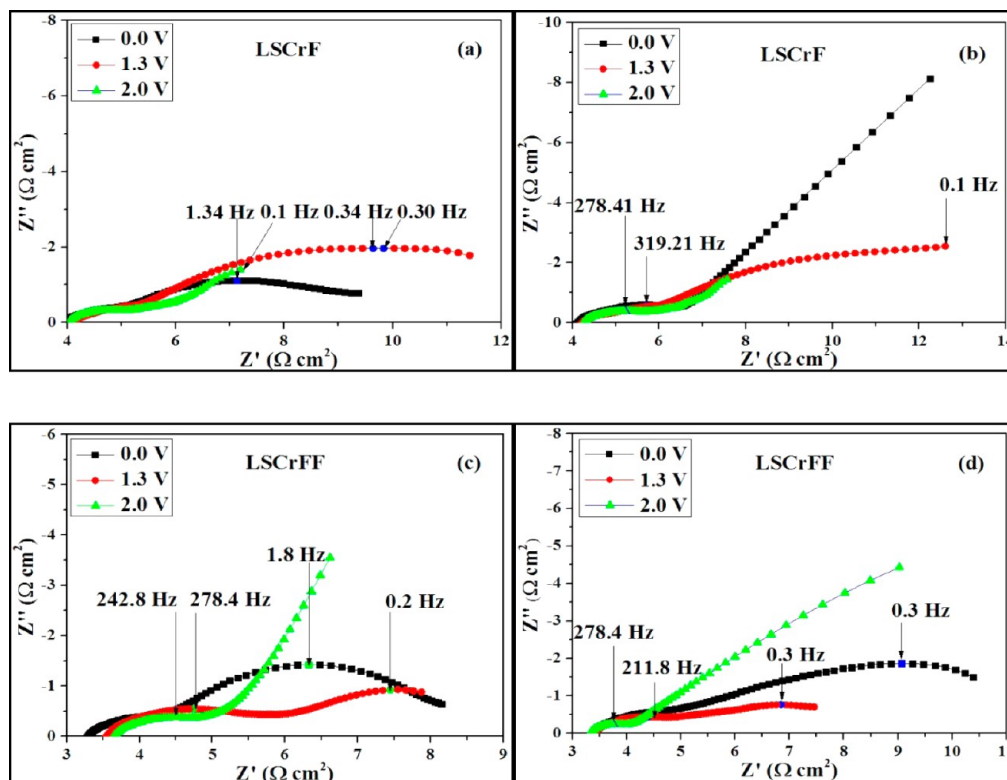 0.0 V
1.3 V
2.0 V
LSCrF
(a)
1.34 Hz
0.1 Hz
0.34 Hz
0.30 Hz
-8
-6
-4
-2
0
Z'' (Ω cm²)
4 6 8 10 12 14
Z' (Ω cm²)
0.0 V
1.3 V
2.0 V
LSCrF
(b)
0.1 Hz
278.41 Hz
319.21 Hz
-10
-8
-6
-4
-2
0
Z'' (Ω cm²)
4 6 8 10 12 14
Z' (Ω cm²)
0.0 V
1.3 V
2.0 V
LSCrFF
(c)
1.8 Hz
242.8 Hz
278.4 Hz
0.2 Hz
-6
-5
-4
-3
-2
-1
0
Z'' (Ω cm²)
3 4 5 6 7 8 9
Z' (Ω cm²)
0.0 V
1.3 V
2.0 V
LSCrFF
(d)
0.3 Hz
278.4 Hz
211.8 Hz
0.3 Hz
-8
-7
-6
-5
-4
-3
-2
-1
0
Z'' (Ω cm²)
3 4 5 6 7 8 9 10 1
Z' (Ω cm²)